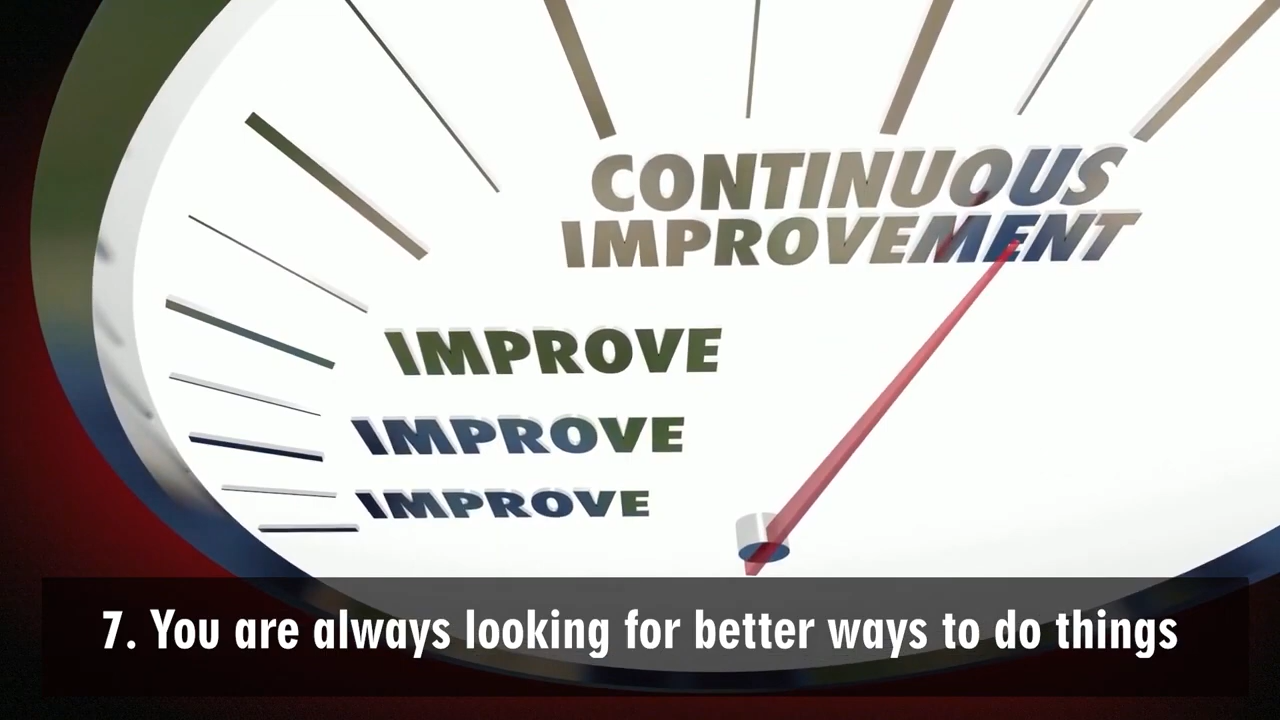 CONTINUOUS
IMPROVEMENT
IMPROVE
IMPROVE
IMPROVE
7. You are always looking for better ways to do things